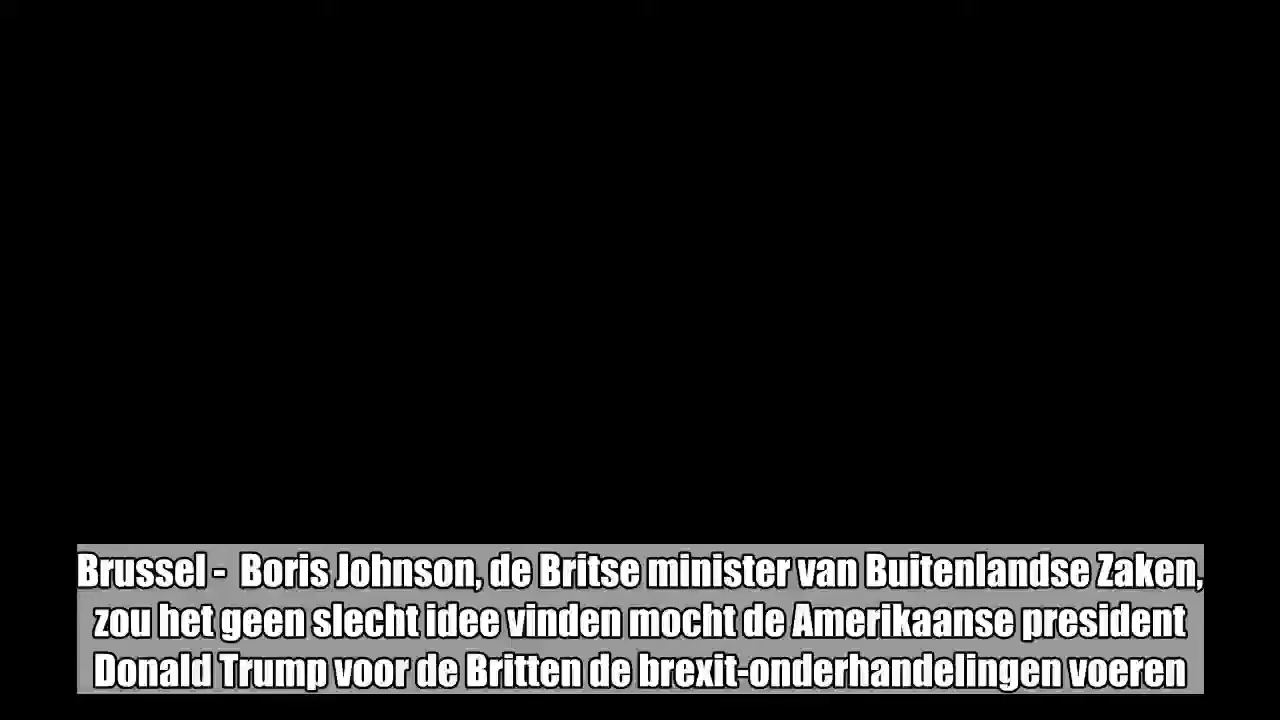 Brussel -  Boris Johnson, de Britse minister van Buitenlandse Zaken,
zou het geen slecht idee vinden mocht de Amerikaanse president
Donald Trump voor de Britten de brexit-onderhandelingen voeren